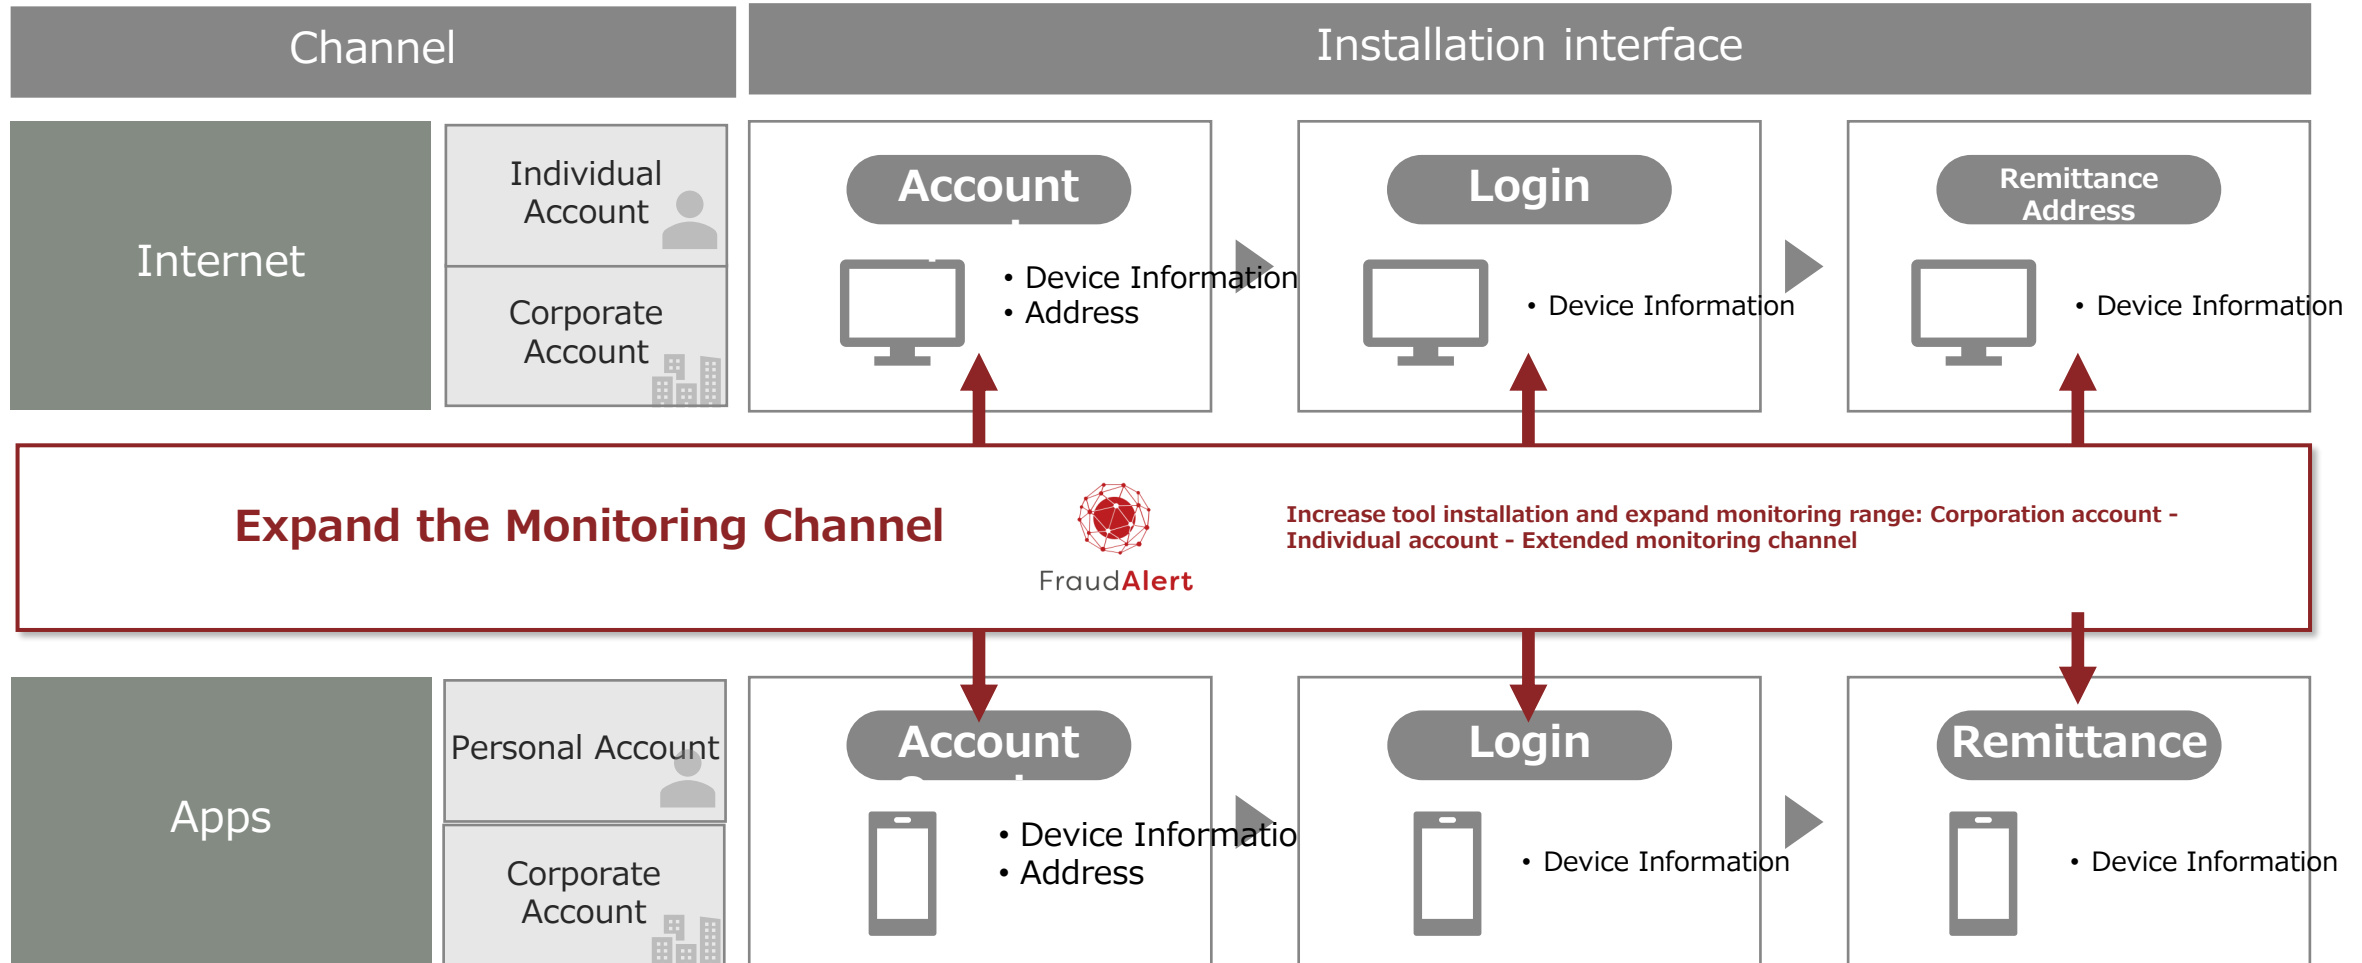 Channel
Installation interface
Internet
Individual
Account
Corporate
Account
Account
• Device Information
• Address
Login
• Device Information
Remittance
Address
• Device Information
Expand the Monitoring Channel
FraudAlert
Increase tool installation and expand monitoring range: Corporation account -
Individual account - Extended monitoring channel
Apps
Personal Account
Corporate
Account
Account
• Device Informatio
• Address
Login
• Device Information
Remittance
• Device Information